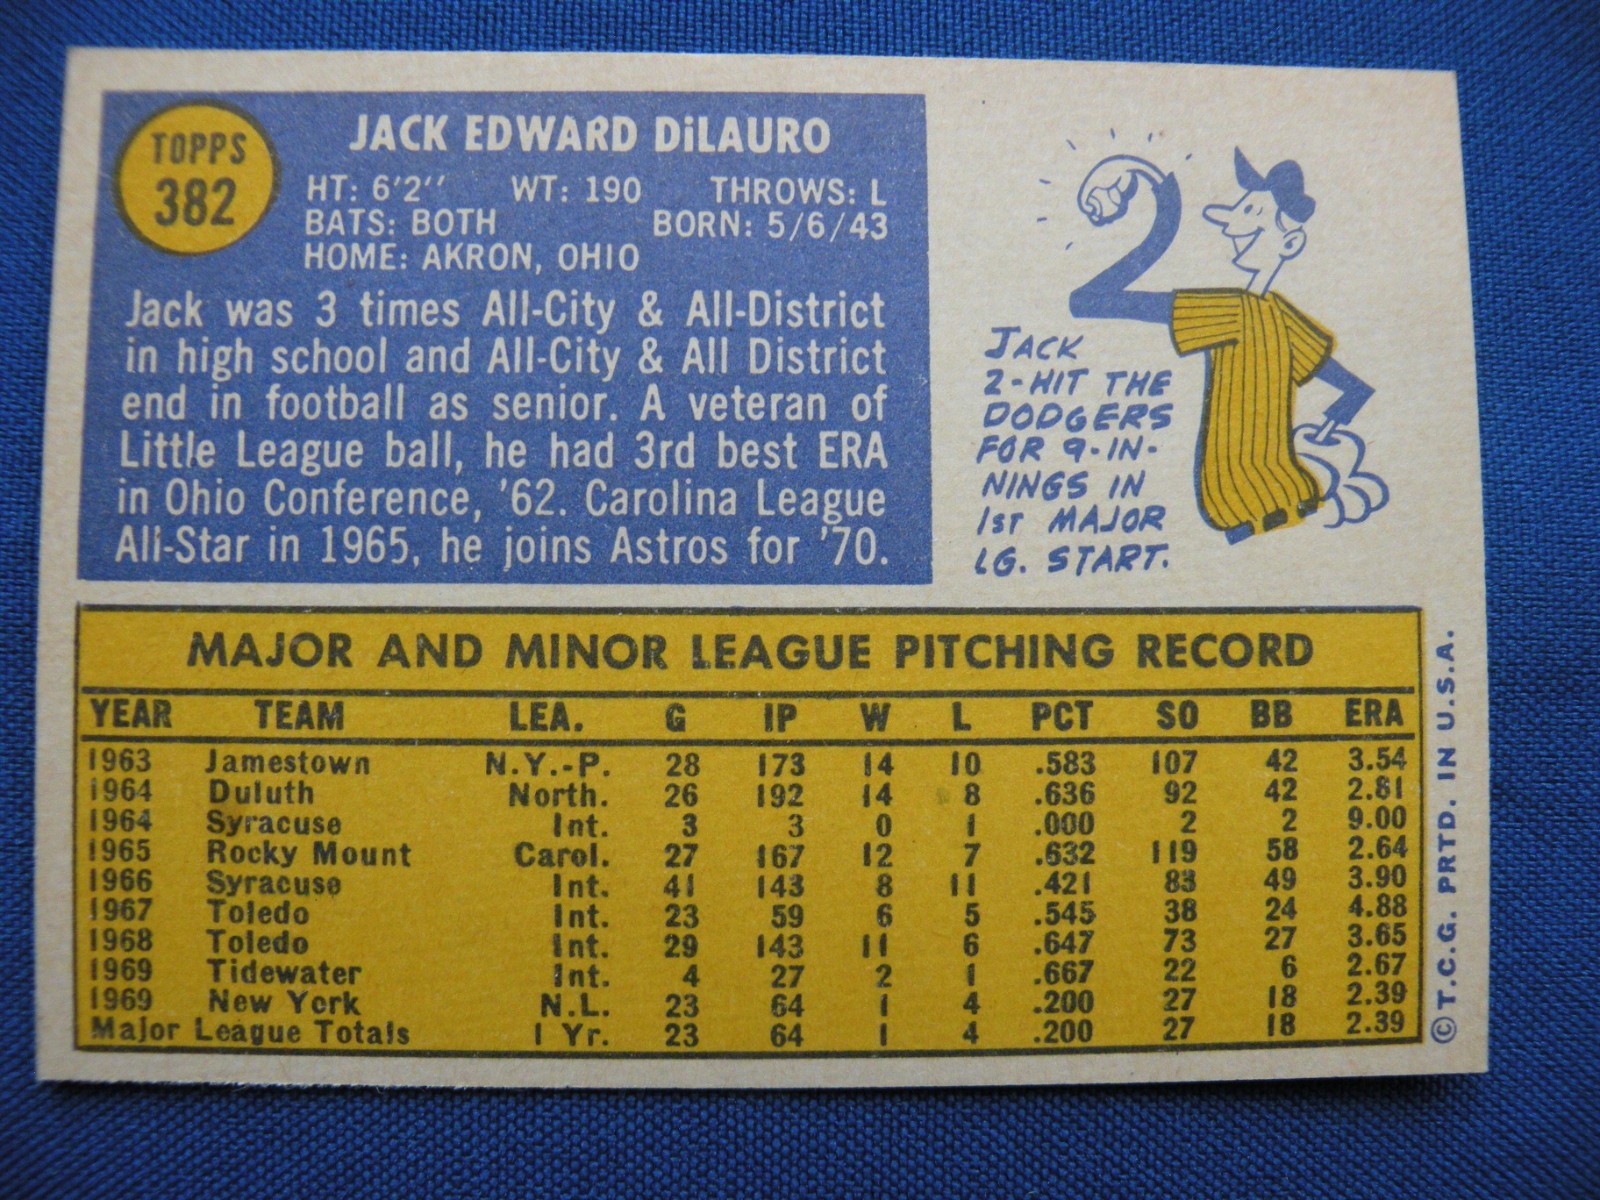 TOPPS
382
JACK EDWARD DiLAURO
HT: 6'2'' WT: 190 THROWS: L
BATS: BOTH BORN: 5/6/43
HOME: AKRON, OHIO
Jack was 3 times All-City & All-District
in high school and All-City & All District
end in football as senior. A veteran of
Little League ball, he had 3rd best ERA
in Ohio Conference, '62. Carolina League
All-Star in 1965, he joins Astros for '70.
2
JACK
2-HIT THE
DODGERS
FOR 9-IN-
NINGS IN
1ST MAJOR
LG. START.
MAJOR AND MINOR LEAGUE PITCHING RECORD
YEAR TEAM LEA. G IP W L PCT SO BB ERA
1963 Jamestown N.Y.-P. 28 173 14 10 .583 107 42 3.54
1964 Duluth North. 26 192 14 8 .636 92 42 2.81
1964 Syracuse Int. 3 3 0 1 .000 2 2 9.00
1965 Rocky Mount Carol. 27 167 12 7 .632 119 58 2.64
1966 Syracuse Int. 41 143 8 11 .421 83 49 3.90
1967 Toledo Int. 23 59 6 5 .545 38 24 4.88
1968 Toledo Int. 29 143 11 6 .647 73 27 3.65
1969 Tidewater Int. 4 27 2 1 .667 22 6 2.67
1969 New York N.L. 23 64 1 4 .200 27 18 2.39
Major League Totals 1 Yr. 23 64 1 4 .200 27 18 2.39
© T.C.G. PRTD. IN U.S.A.